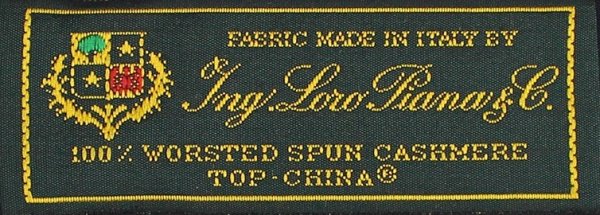 FABRIC MADE IN ITALY BY
Ing. Loro Piana & C.
100% WORSTED SPUN CASHMERE
TOP-CHINA®